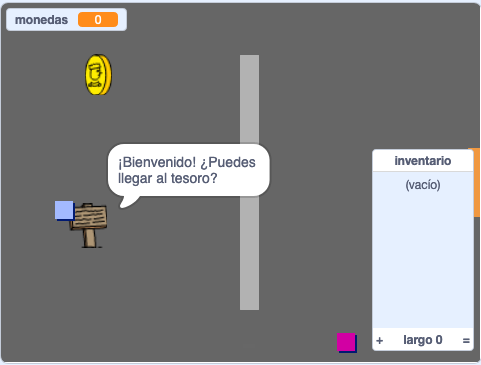 monedas 0
¡Bienvenido! ¿Puedes
llegar al tesoro?
inventario
(vacío)
+ largo 0 =